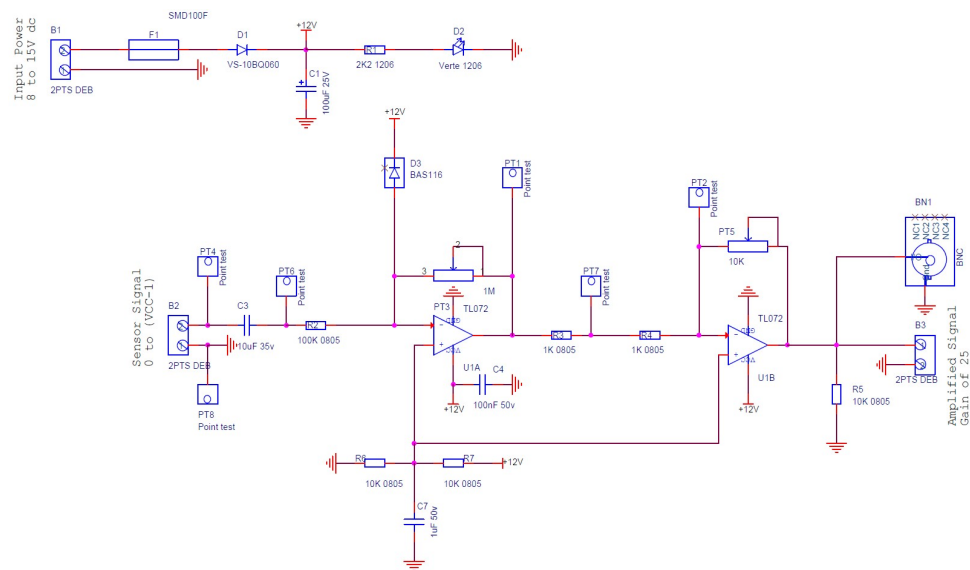 SMD100F
B1
F1
D1
+12V
D2
R1
2K2 1206
Verte 1206
VS-10BQ060
C1
100uF 25V
2PTS DEB
Input Power
8 to 15V dc
+12V
D3
BAS116
PT1
Point test
PT2
Point test
BN1
NC1
NC2
NC3
NC4
BNC
PT5
10K
PT4
Point test
PT6
Point test
2
3
1
1M
PT7
Point test
Sensor Signal
0 to (VCC-1)
B2
C3
10uF 35v
R2
100K 0805
PT3
TL072
R3
1K 0805
R4
1K 0805
TL072
B3
2PTS DEB
2PTS DEB
U1A
C4
100nF 50v
+12V
U1B
+12V
R5
10K 0805
Amplified Signal
Gain of 25
PT8
Point test
R6
10K 0805
R7
10K 0805
+12V
C7
1uF 50v